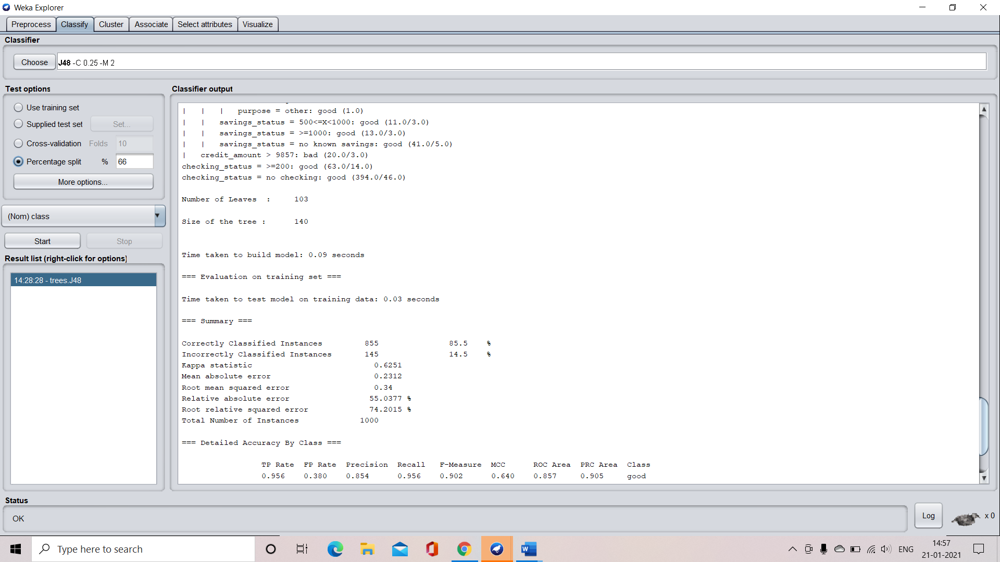 Weka Explorer
Preprocess Classify Cluster Associate Select attributes Visualize
Classifier
Choose J48 -C 0.25 -M 2
Test options
Use training set
Supplied test set Set...
Cross-validation Folds 10
Percentage split % 66
More options...
(Nom) class
Start Stop
Result list (right-click for options)
14:28:28 - trees.J48
Classifier output
| | | purpose = other: good (1.0)
| | savings_status = 500<=X<1000: good (11.0/3.0)
| | savings_status = >=1000: good (13.0/3.0)
| | savings_status = no known savings: good (41.0/5.0)
| credit_amount > 9857: bad (20.0/3.0)
checking_status = >=200: good (63.0/14.0)
checking_status = no checking: good (394.0/46.0)
Number of Leaves : 103
Size of the tree : 140
Time taken to build model: 0.09 seconds
=== Evaluation on training set ===
Time taken to test model on training data: 0.03 seconds
=== Summary ===
Correctly Classified Instances 855 85.5 %
Incorrectly Classified Instances 145 14.5 %
Kappa statistic 0.6251
Mean absolute error 0.2312
Root mean squared error 0.34
Relative absolute error 55.0377 %
Root relative squared error 74.2015 %
Total Number of Instances 1000
=== Detailed Accuracy By Class ===
TP Rate FP Rate Precision Recall F-Measure MCC ROC Area PRC Area Class
0.956 0.380 0.854 0.956 0.902 0.640 0.857 0.905 good
Status
OK
Log
x 0
Type here to search
W
ENG
14:57
21-01-2021